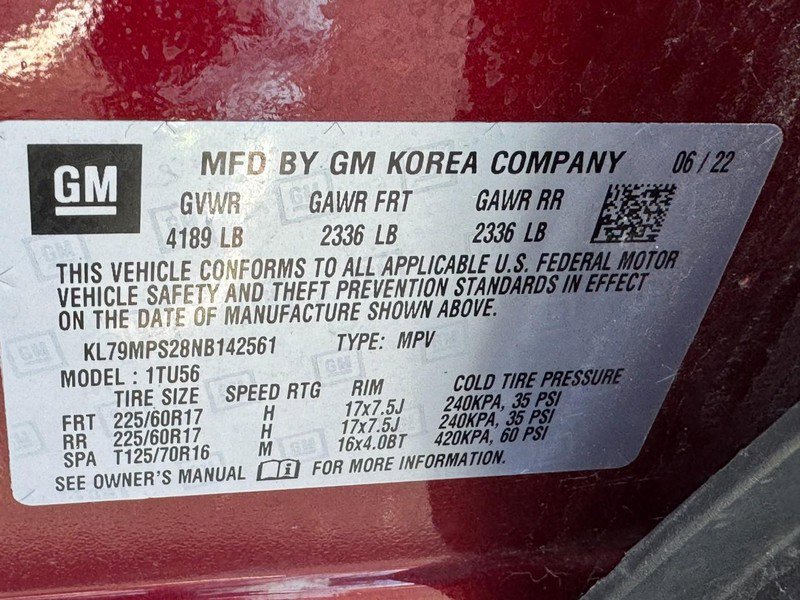 GM
MFD BY GM KOREA COMPANY 06 / 22
GVWR GAWR FRT GAWR RR
4189 LB 2336 LB 2336 LB
THIS VEHICLE CONFORMS TO ALL APPLICABLE U.S. FEDERAL MOTOR
VEHICLE SAFETY AND THEFT PREVENTION STANDARDS IN EFFECT
ON THE DATE OF MANUFACTURE SHOWN ABOVE.
KL79MPS28NB142561 TYPE: MPV
MODEL : 1TU56
TIRE SIZE SPEED RTG RIM COLD TIRE PRESSURE
FRT 225/60R17 H 17x7.5J 240KPA, 35 PSI
RR 225/60R17 H 17x7.5J 240KPA, 35 PSI
SPA T125/70R16 M 16x4.0BT 420KPA, 60 PSI
SEE OWNER'S MANUAL FOR MORE INFORMATION.